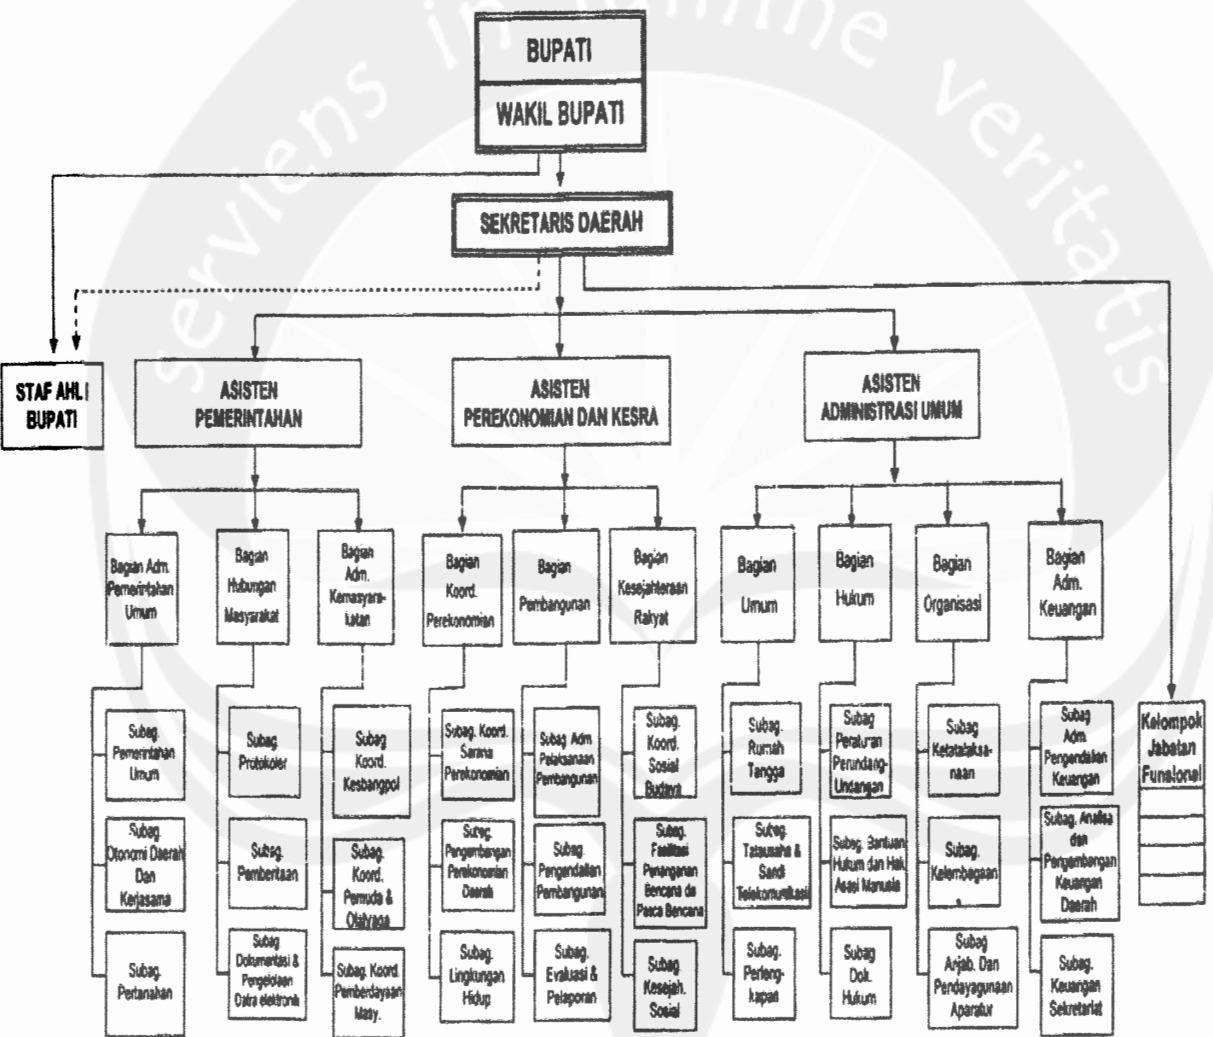 serviens in lumine veritatis
BUPATI
WAKIL BUPATI
SEKRETARIS DAERAH
STAF AHLI
BUPATI
ASISTEN
PEMERINTAHAN
ASISTEN
PEREKONOMIAN DAN KESRA
ASISTEN
ADMINISTRASI UMUM
Bagian Adm.
Pemerintahan
Umum
Bagian
Hubungan
Masyarakat
Bagian
Adm.
Kemasyara-
katan
Bagian
Koord.
Perekonomian
Bagian
Pembangunan
Bagian
Kesejahteraan
Rakyat
Bagian
Umum
Bagian
Hukum
Bagian
Organisasi
Bagian
Adm.
Keuangan
Subag.
Pemerintahan
Umum
Subag.
Otonomi Daerah
Dan
Kerjasama
Subag.
Pertanahan
Subag
Protokoler
Subag.
Pemberitaan
Subag
Dokumentasi &
Pengelolaan
Datra elektronik
Subag
Koord.
Kesbangpol
Subag.
Koord.
Pemuda &
Olahraga
Subag. Koord.
Pemberdayaan
Masy.
Subag. Koord.
Sarana
Perekonomian
Subag.
Pengembangan
Perekonomian
Daerah
Subag.
Lingkungan
Hidup
Subag Adm.
Pelaksanaan
Pembangunan
Subag.
Pengendalian
Pembangunan
Subag.
Evaluasi &
Pelaporan
Subag.
Koord.
Sosial
Budaya
Subag.
Fasilitasi
Penanganan
Bencana da
Pasca Bencana
Subag.
Kesejah.
Sosial
Subag.
Rumah
Tangga
Subag.
Tatausaha &
Sandi
Telekomunikasi
Subag.
Perleng-
kapan
Subag
Peraturan
Perundang-
Undangan
Subag. Bantuan
Hukum dan Hak
Asasi Manusia
Subag
Dok.
Hukum
Subag
Ketatalaksa-
naan
Subag.
Kelembagaan
Subag
Anjab. Dan
Pendayagunaan
Aparatur
Subag
Adm.
Pengendalian
Keuangan
Subag. Analisa
dan
Pengembangan
Keuangan
Daerah
Subag.
Keuangan
Sekretariat
Kelompok
Jabatan
Funsional